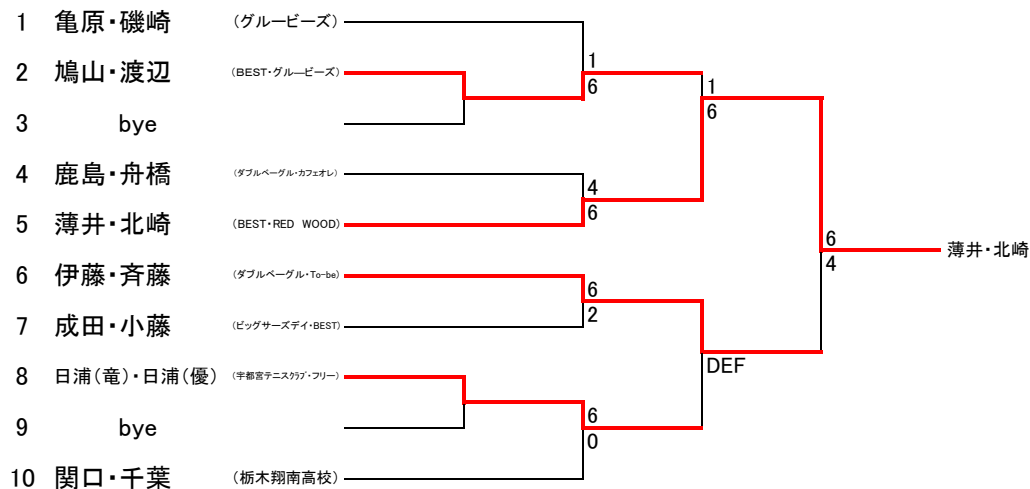 1 亀原・磯崎 (グルービーズ)
1
2 鳩山・渡辺 (BEST・グルービーズ)
6
1
6
3 bye
4 鹿島・舟橋 (ダブルベーグル・カフェオレ)
4
5 薄井・北崎 (BEST・RED WOOD)
6
6
薄井・北崎
4
6 伊藤・斉藤 (ダブルベーグル・To-be)
6
7 成田・小藤 (ビッグサーズデイ・BEST)
2
DEF
8 日浦(竜)・日浦(優) (宇都宮テニスクラブ・フリー)
6
9 bye
0
10 関口・千葉 (栃木翔南高校)